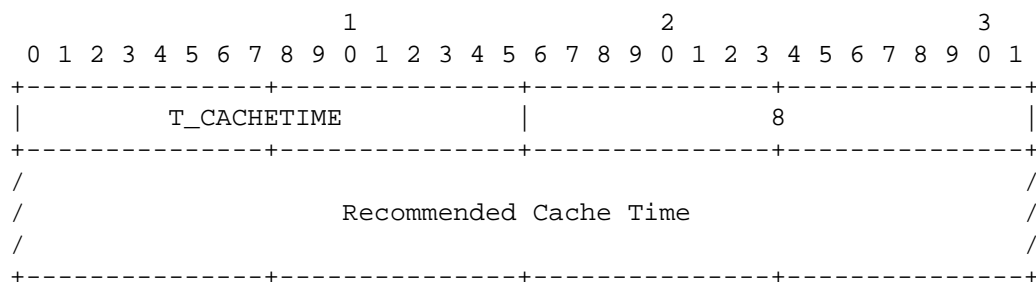 1                   2                   3
 0 1 2 3 4 5 6 7 8 9 0 1 2 3 4 5 6 7 8 9 0 1 2 3 4 5 6 7 8 9 0 1
+---------------+---------------+---------------+---------------+
|         T_CACHETIME           |               8               |
+---------------+---------------+---------------+---------------+
/                                                               /
/                    Recommended Cache Time                     /
/                                                               /
+---------------+---------------+---------------+---------------+